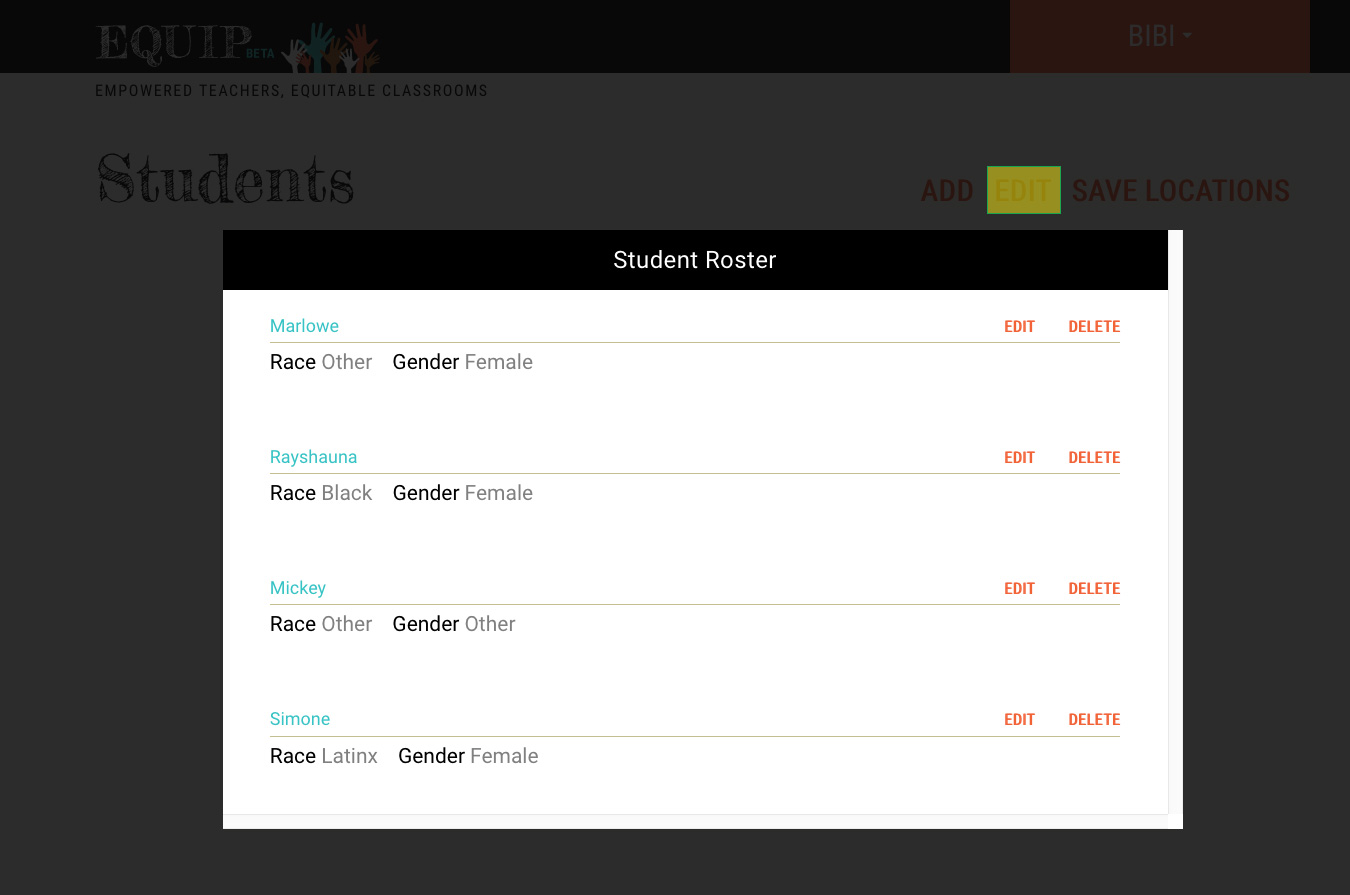 EQUIP BETA
BIBI
EMPOWERED TEACHERS, EQUITABLE CLASSROOMS
Students
ADD EDIT SAVE LOCATIONS
Student Roster
Marlowe EDIT DELETE
Race Other Gender Female
Rayshauna EDIT DELETE
Race Black Gender Female
Mickey EDIT DELETE
Race Other Gender Other
Simone EDIT DELETE
Race Latinx Gender Female